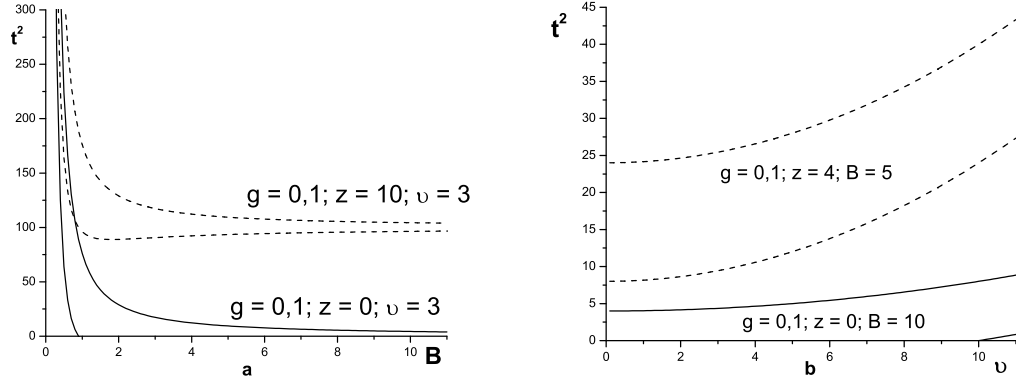 t²
300
250
200
150
100
50
0
g = 0,1; z = 10; υ = 3
g = 0,1; z = 0; υ = 3
0 2 4 6 8 10 B
a
t²
45
40
35
30
25
20
15
10
5
0
g = 0,1; z = 4; B = 5
g = 0,1; z = 0; B = 10
0 2 4 6 8 10 υ
b